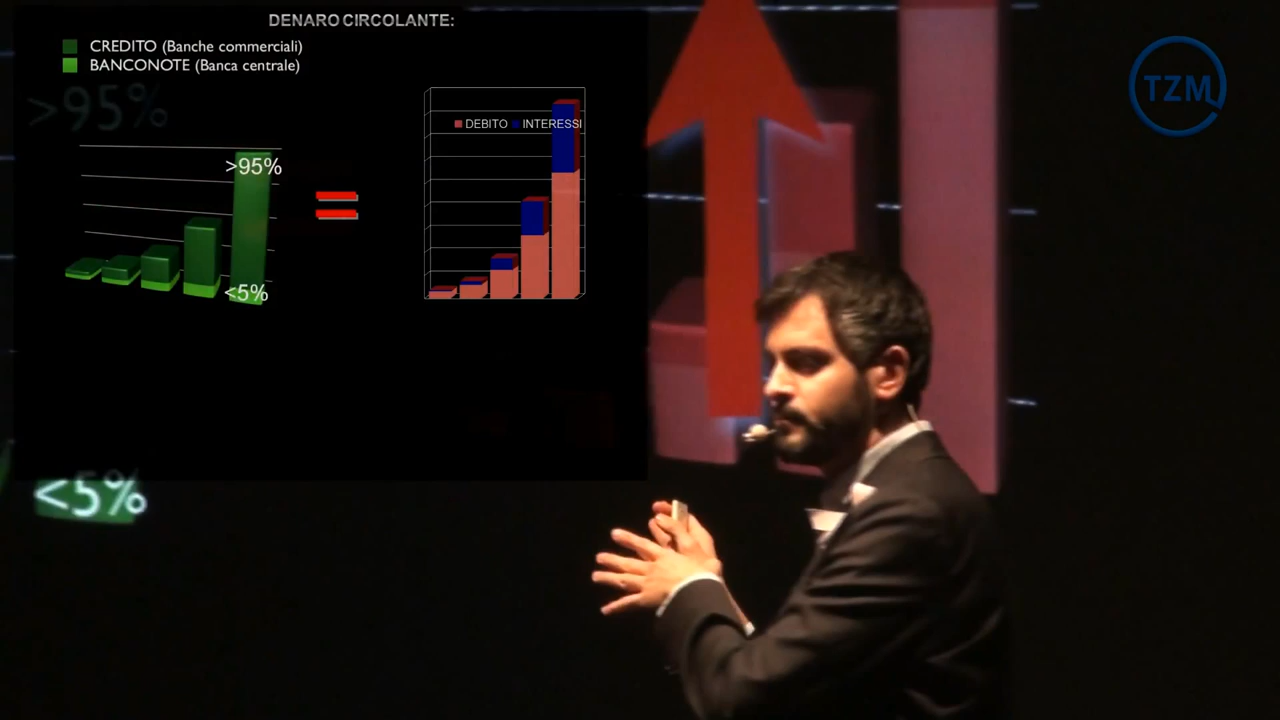 DENARO CIRCOLANTE:
CREDITO (Banche commerciali)
BANCONOTE (Banca centrale)
>95%
>95%
<5%
DEBITO INTERESSI
<5%
TZM